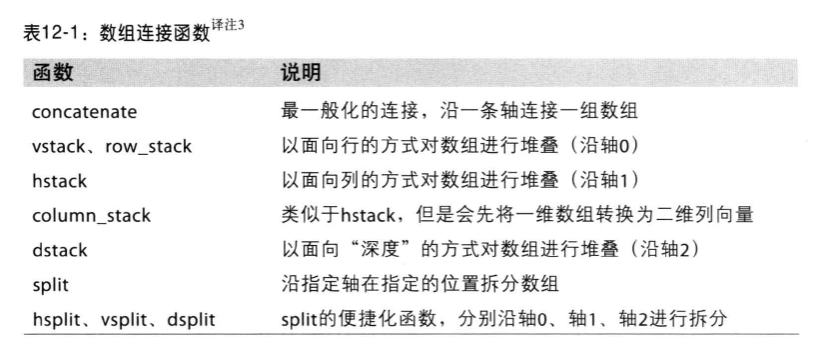 表12-1：数组连接函数译注3
函数 说明
concatenate 最一般化的连接，沿一条轴连接一组数组
vstack、row_stack 以面向行的方式对数组进行堆叠（沿轴0）
hstack 以面向列的方式对数组进行堆叠（沿轴1）
column_stack 类似于hstack，但是会先将一维数组转换为二维列向量
dstack 以面向“深度”的方式对数组进行堆叠（沿轴2）
split 沿指定轴在指定的位置拆分数组
hsplit、vsplit、dsplit split的便捷化函数，分别沿轴0、轴1、轴2进行拆分